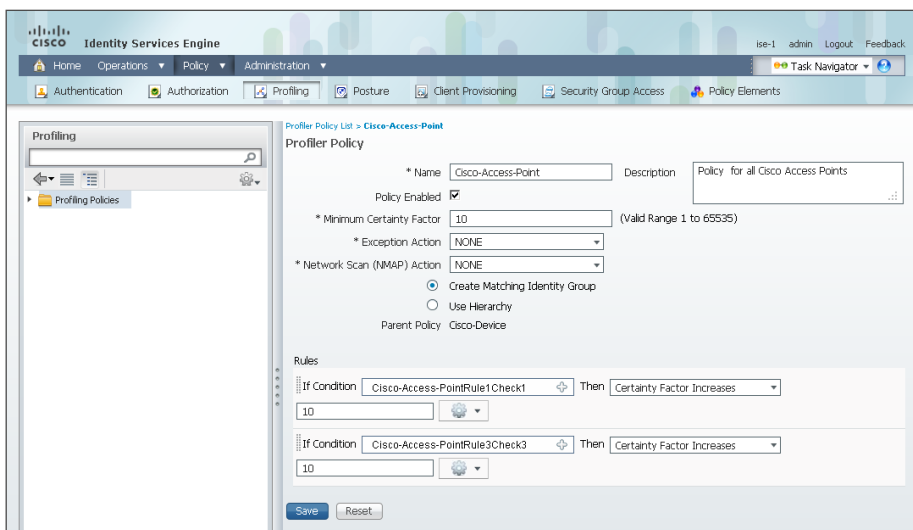 CISCO Identity Services Engine
ise-1 admin Logout Feedback
Home Operations Policy Administration
Task Navigator
Authentication Authorization Profiling Posture Client Provisioning Security Group Access Policy Elements
Profiling
Profiling Policies
Profiler Policy List > Cisco-Access-Point
Profiler Policy
* Name Cisco-Access-Point Description Policy for all Cisco Access Points
Policy Enabled
* Minimum Certainty Factor 10 (Valid Range 1 to 65535)
* Exception Action NONE
* Network Scan (NMAP) Action NONE
Create Matching Identity Group
Use Hierarchy
Parent Policy Cisco-Device
Rules
If Condition Cisco-Access-PointRule1Check1 Then Certainty Factor Increases
10
If Condition Cisco-Access-PointRule3Check3 Then Certainty Factor Increases
10
Save Reset